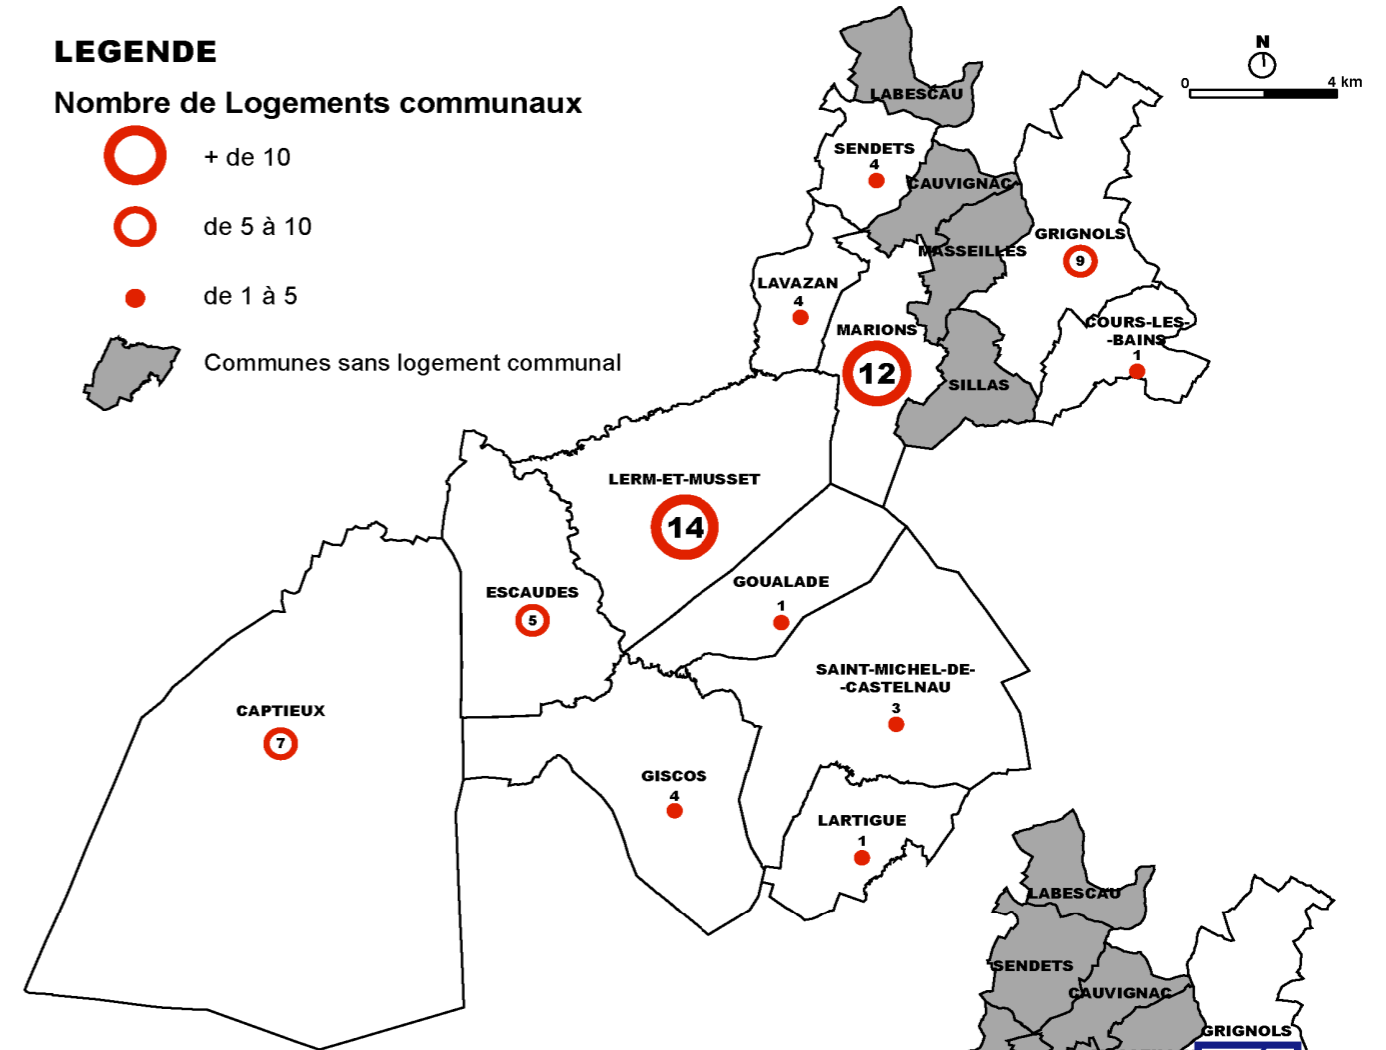 LEGENDE
Nombre de Logements communaux
+ de 10
de 5 à 10
de 1 à 5
Communes sans logement communal
N
0 4 km
LABESCAU
SENDETS
4
CAUVIGNAC
MASSEILLES
GRIGNOLS
9
LAVAZAN
4
MARIONS
12
COURS-LES-
-BAINS
1
SILLAS
LERM-ET-MUSSET
14
ESCAUDES
5
GOUALADE
1
SAINT-MICHEL-DE-
-CASTELNAU
3
CAPTIEUX
7
GISCOS
4
LARTIGUE
1
LABESCAU
SENDETS
CAUVIGNAC
GRIGNOLS